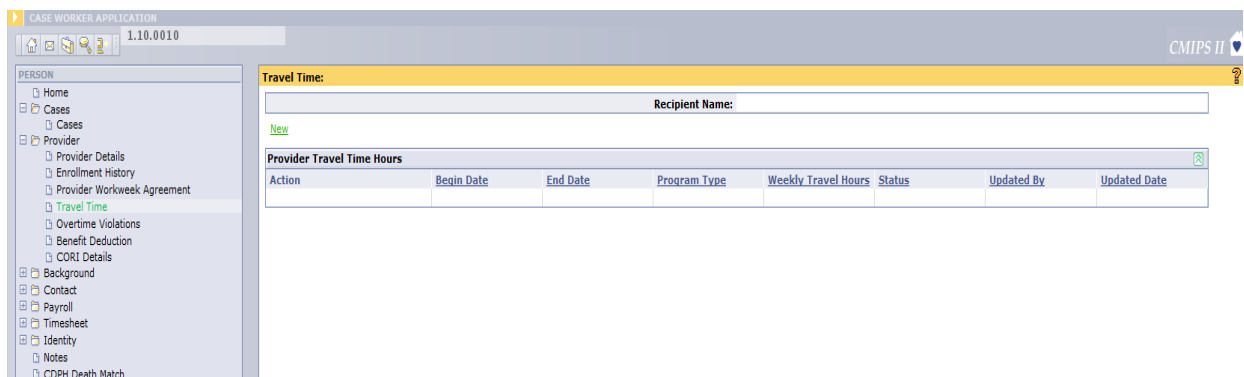 CASE WORKER APPLICATION
1.10.0010
CMIPS II
PERSON
Home
Cases
Cases
Provider
Provider Details
Enrollment History
Provider Workweek Agreement
Travel Time
Overtime Violations
Benefit Deduction
CORI Details
Background
Contact
Payroll
Timesheet
Identity
Notes
CDPH Death Match
Travel Time: ?
Recipient Name:
New
Provider Travel Time Hours
Action Begin Date End Date Program Type Weekly Travel Hours Status Updated By Updated Date